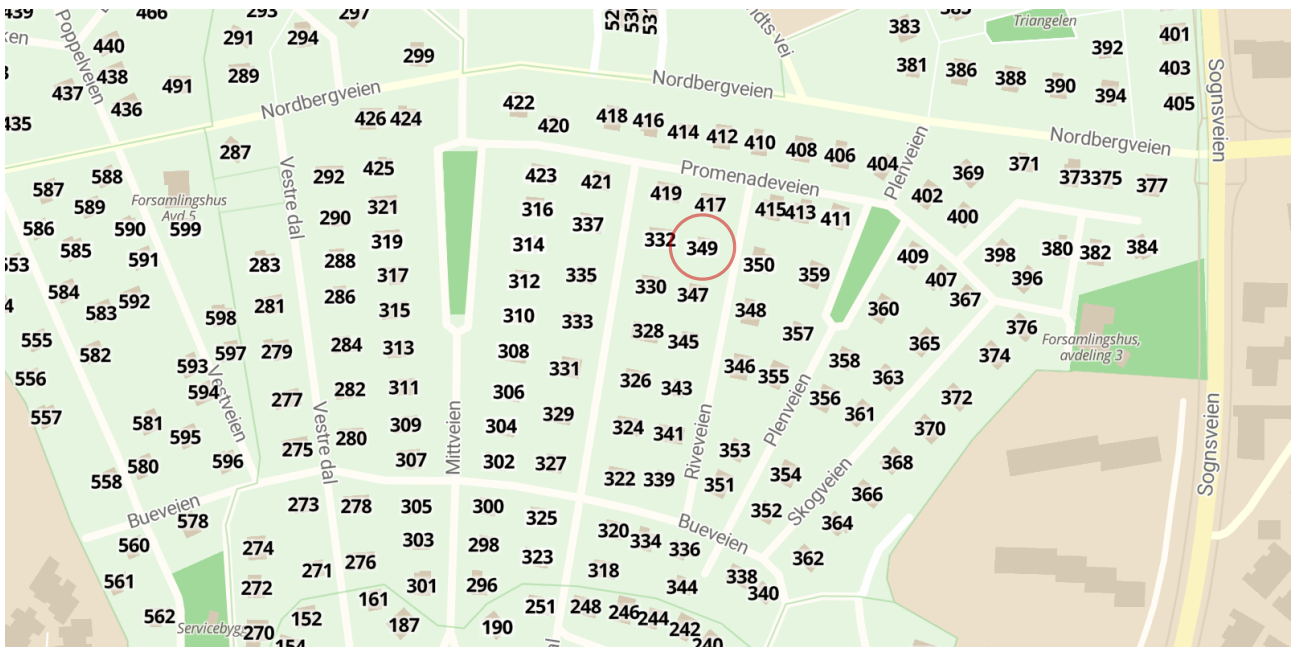 439 466 293 297 52 530 531
383 385 Triangelen 401
Poppelveien 440 291 294 299 392
438 289 491 381 386 388 390 403
437 436 Nordbergveien Nordbergveien 394 405
435 426 424 422 420 418 416 414 412 410 408 406 404 Plenveien Nordbergveien Sognsveien
287 Vestre dal 292 425 423 421 Promenadeveien 369 371 373 375 377
587 588 Forsamlingshus
Avd 5
589 290 321 316 337 419 417 415 413 411 402 400
586 590 599 319 314 332 349 409 398 380 382 384
553 585 591 283 288 317 312 335 350 359 407 396
584 583 592 281 286 315 310 333 330 347 348 360 367
598 328 345 357 376 Forsamlingshus,
avdeling 3
555 582 593 597 279 284 313 308 331 346 355 358 365 374
556 594 Vestveien 277 282 311 306 326 343 356 363 372
557 581 595 Vestre dal 280 309 304 329 324 341 361 370
Mittveien Riveveien Plenveien Sognsveien
580 596 275 307 302 327 353 354 368
558 322 339 351 Skogveien 366
Bueveien 578 273 278 305 300 325 352 364
560 274 303 298 323 320 334 336 Bueveien 362
561 272 271 276 301 296 318 344 338 340
562 Servicebygg 270 152 161 187 190 251 248 246 244 242
154 240